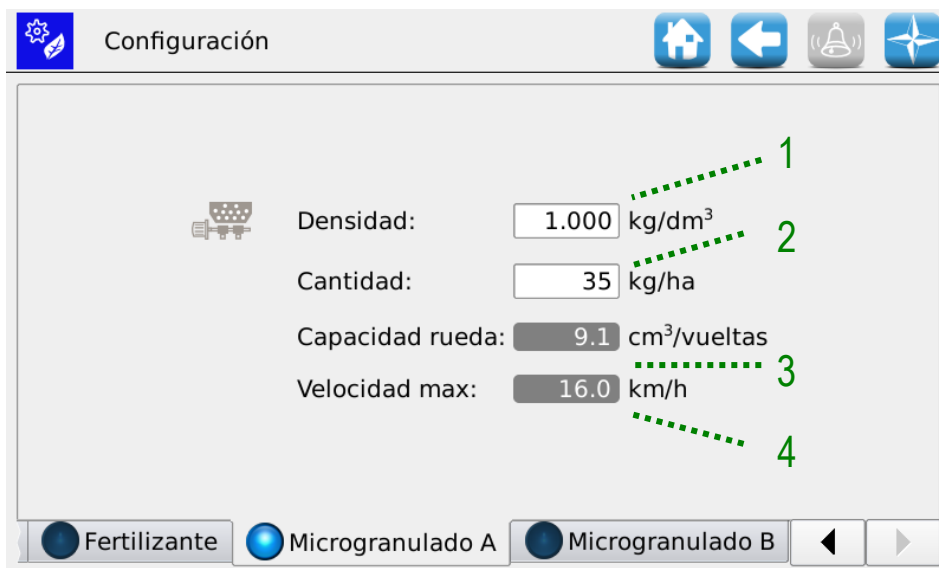 Configuración
1
Densidad: 1.000 kg/dm³
2
Cantidad: 35 kg/ha
Capacidad rueda: 9.1 cm³/vueltas
3
Velocidad max: 16.0 km/h
4
Fertilizante Microgranulado A Microgranulado B